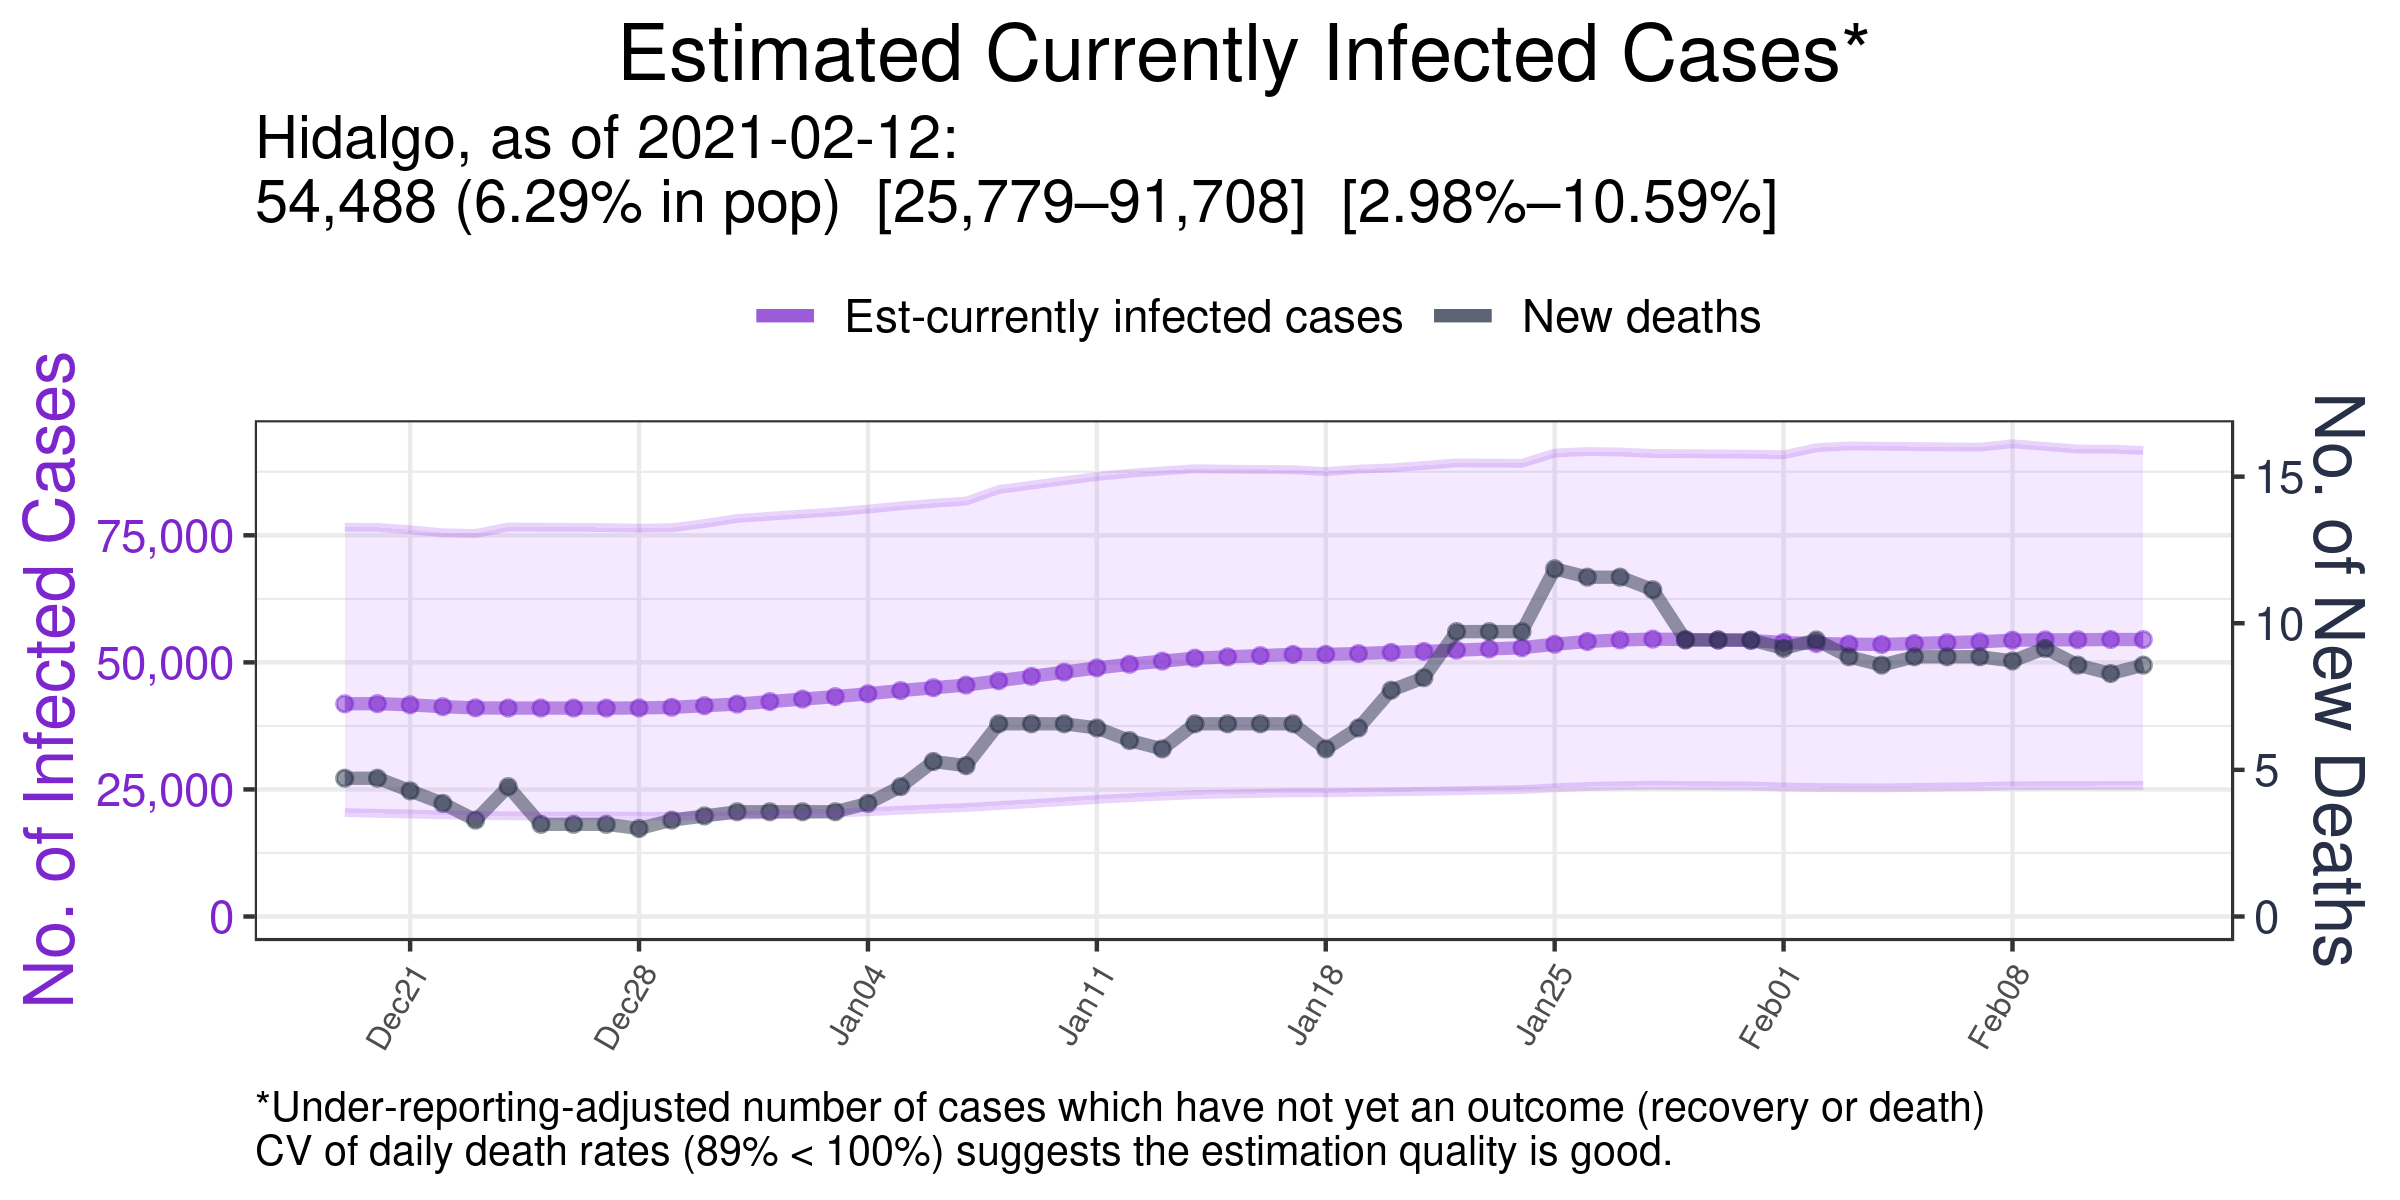 Estimated Currently Infected Cases*
Hidalgo, as of 2021-02-12:
54,488 (6.29% in pop)  [25,779–91,708]  [2.98%–10.59%]
Est-currently infected cases
New deaths
No. of Infected Cases
75,000
50,000
25,000
0
15
10
5
0
No. of New Deaths
Dec21
Dec28
Jan04
Jan11
Jan18
Jan25
Feb01
Feb08
*Under-reporting-adjusted number of cases which have not yet an outcome (recovery or death)
CV of daily death rates (89% < 100%) suggests the estimation quality is good.